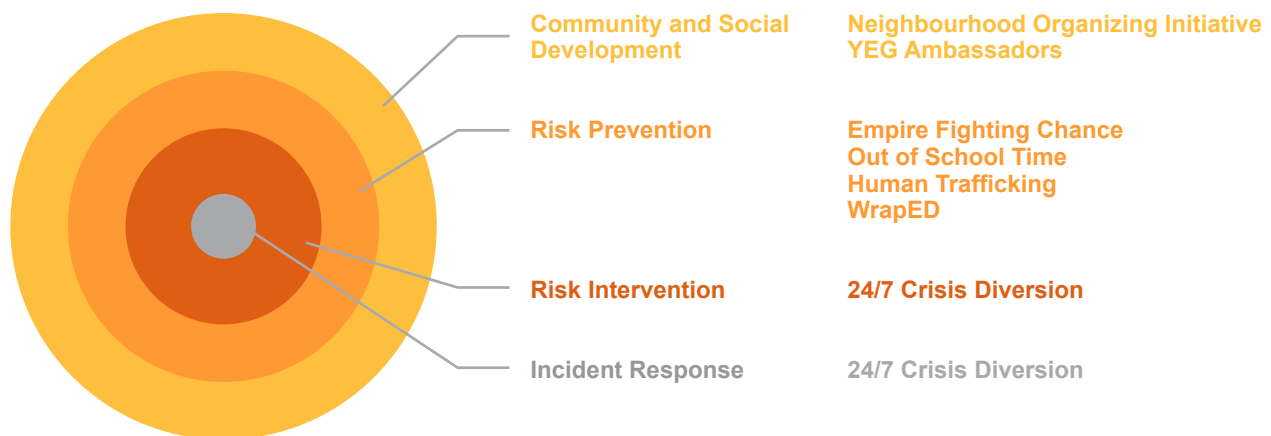 Community and Social
Development
Neighbourhood Organizing Initiative
YEG Ambassadors
Risk Prevention
Empire Fighting Chance
Out of School Time
Human Trafficking
WrapED
Risk Intervention
24/7 Crisis Diversion
Incident Response
24/7 Crisis Diversion